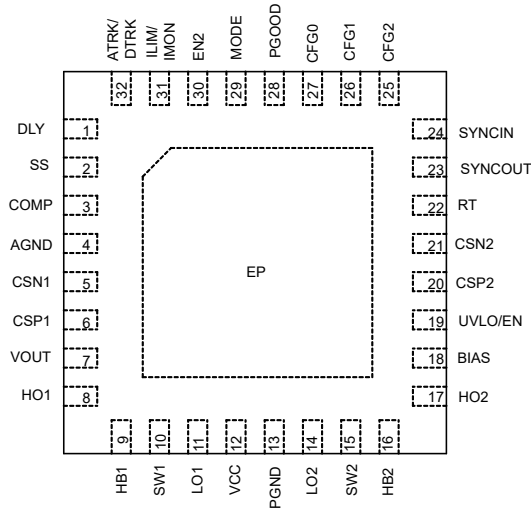 ATRK/
DTRK
ILIM/
IMON
EN2
MODE
PGOOD
CFG0
CFG1
CFG2
32
31
30
29
28
27
26
25
DLY
1
SS
2
COMP
3
AGND
4
CSN1
5
CSP1
6
VOUT
7
HO1
8
EP
24
SYNCIN
23
SYNCOUT
22
RT
21
CSN2
20
CSP2
19
UVLO/EN
18
BIAS
17
HO2
9
10
11
12
13
14
15
16
HB1
SW1
LO1
VCC
PGND
LO2
SW2
HB2